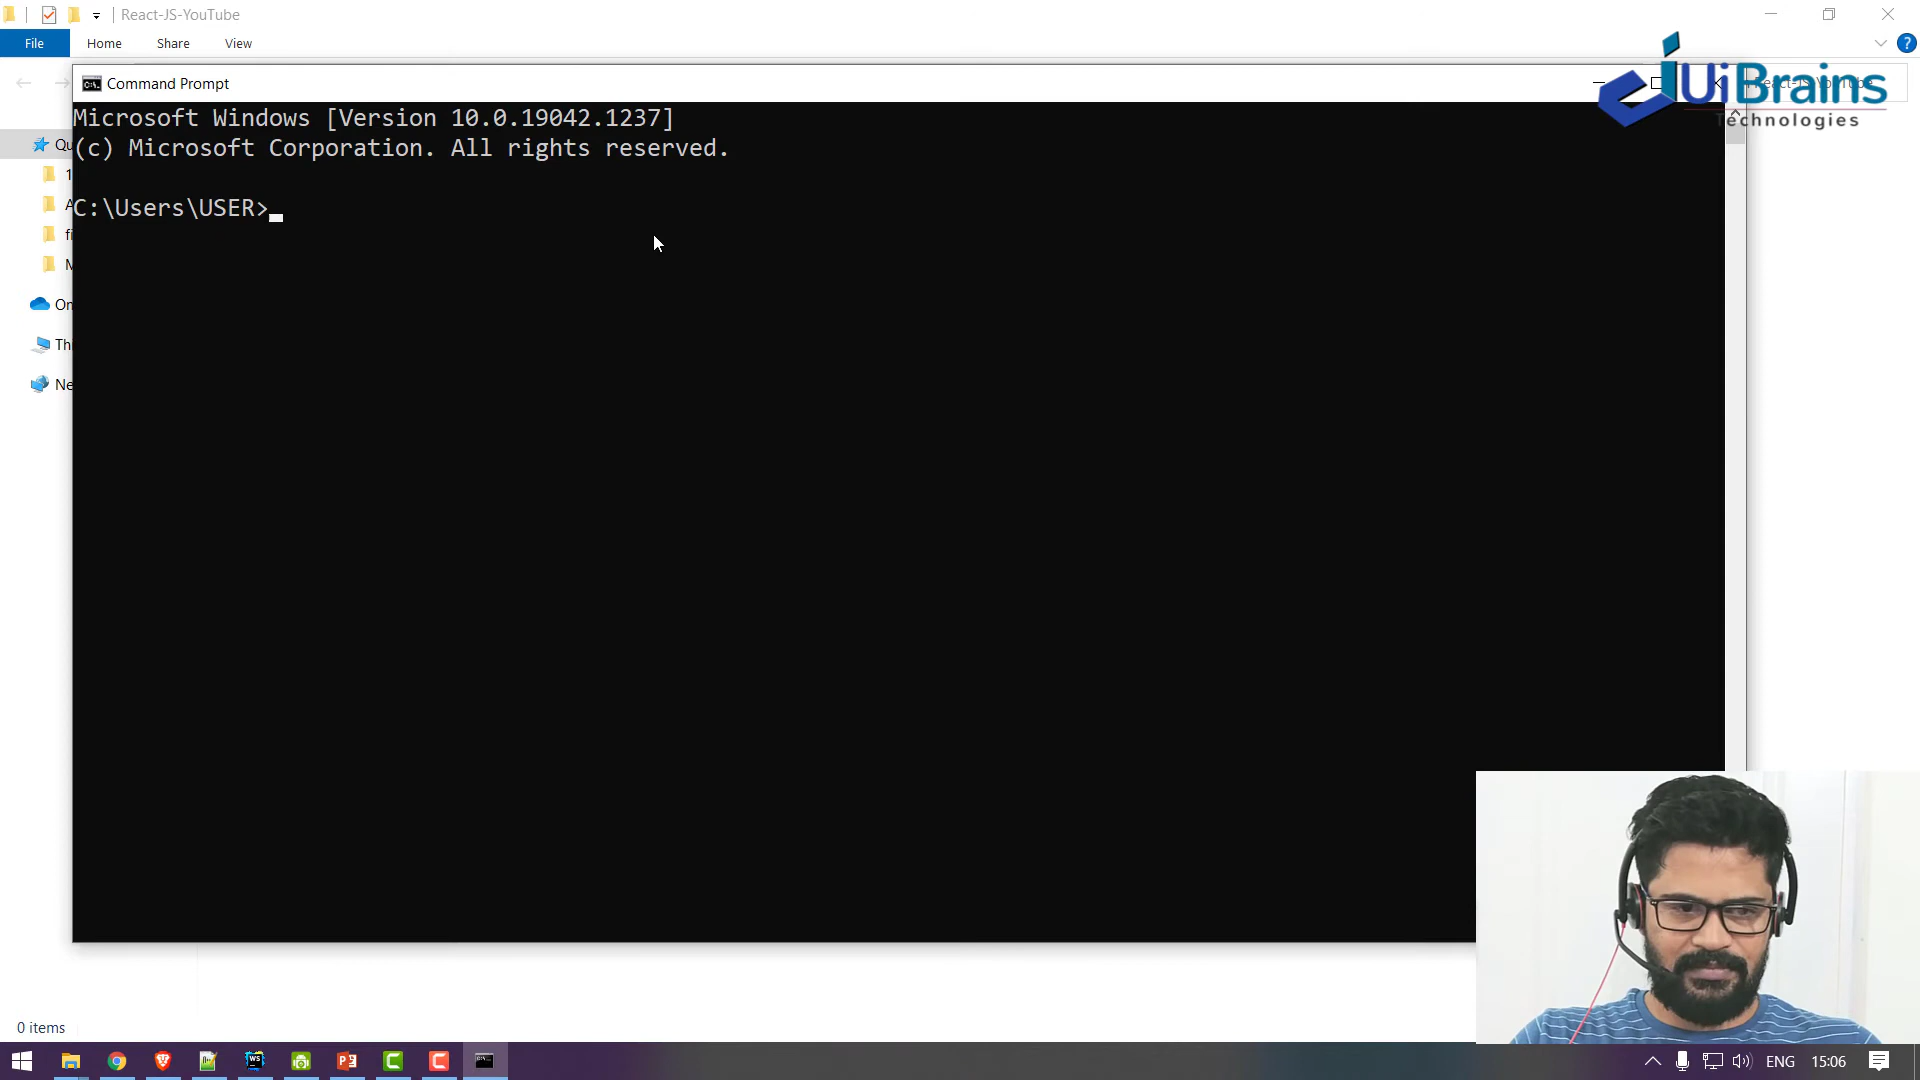 React-JS-YouTube
File Home Share View
Command Prompt
UiBrains
Technologies
Microsoft Windows [Version 10.0.19042.1237]
(c) Microsoft Corporation. All rights reserved.
C:\Users\USER>
0 items
ENG 15:06